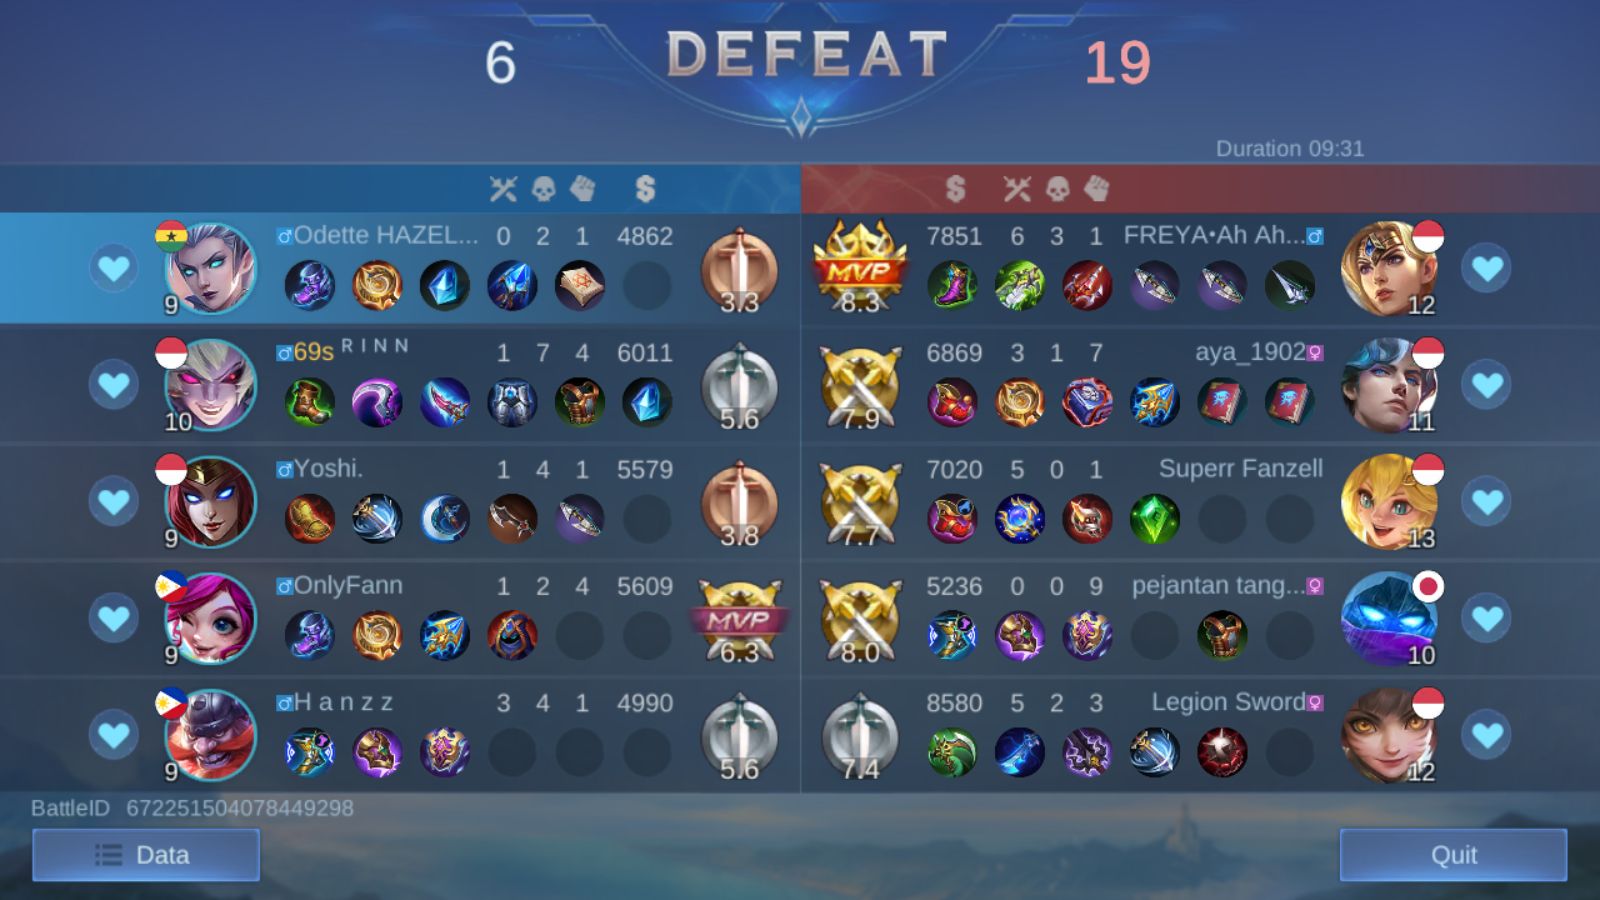 6 DEFEAT 19
Duration 09:31
Odette HAZEL... 0 2 1 4862 3.3 9
MVP 8.3 7851 6 3 1 FREYA•Ah Ah... 12
69s ᴿ ᴵ ᴺ ᴺ 1 7 4 6011 5.6 10
7.9 6869 3 1 7 aya_1902 11
Yoshi. 1 4 1 5579 3.8 9
7.7 7020 5 0 1 Superr Fanzell 13
OnlyFann 1 2 4 5609 MVP 6.3 9
8.0 5236 0 0 9 pejantan tang... 10
H a n z z 3 4 1 4990 5.6 9
7.4 8580 5 2 3 Legion Sword 12
BattleID 672251504078449298
Data
Quit